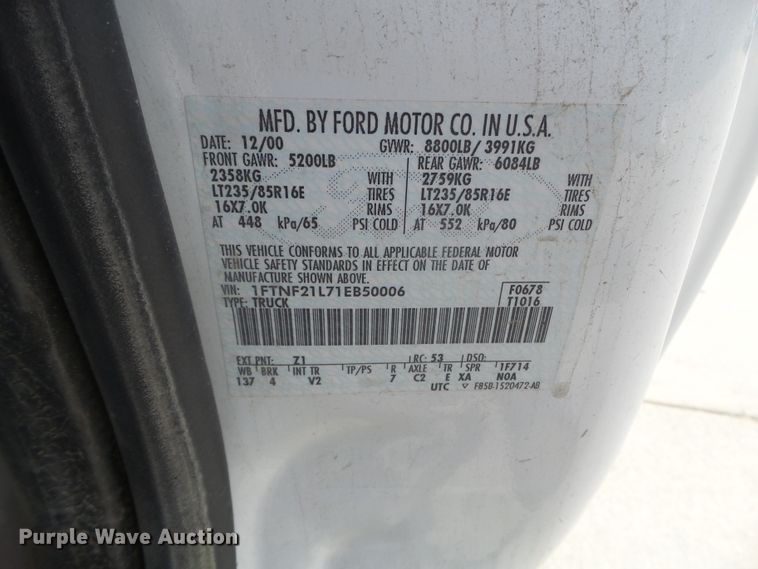 MFD. BY FORD MOTOR CO. IN U.S.A.
DATE: 12/00 GVWR: 8800LB/ 3991KG
FRONT GAWR: 5200LB REAR GAWR: 6084LB
2358KG WITH 2759KG WITH
LT235/85R16E TIRES LT235/85R16E TIRES
16X7.0K RIMS 16X7.0K RIMS
AT 448 kPa/65 PSI COLD AT 552 kPa/80 PSI COLD
THIS VEHICLE CONFORMS TO ALL APPLICABLE FEDERAL MOTOR
VEHICLE SAFETY STANDARDS IN EFFECT ON THE DATE OF
MANUFACTURE SHOWN ABOVE.
VIN: 1FTNF21L71EB50006 F0678
TYPE: TRUCK T1016
EXT PNT: Z1 RC: 53 DSO:
WB BRK INT TR TP/PS R AXLE TR SPR 1F714
137 4 V2 7 C2 E XA N0A
UTC F85B-1520472-AB
Purple Wave Auction